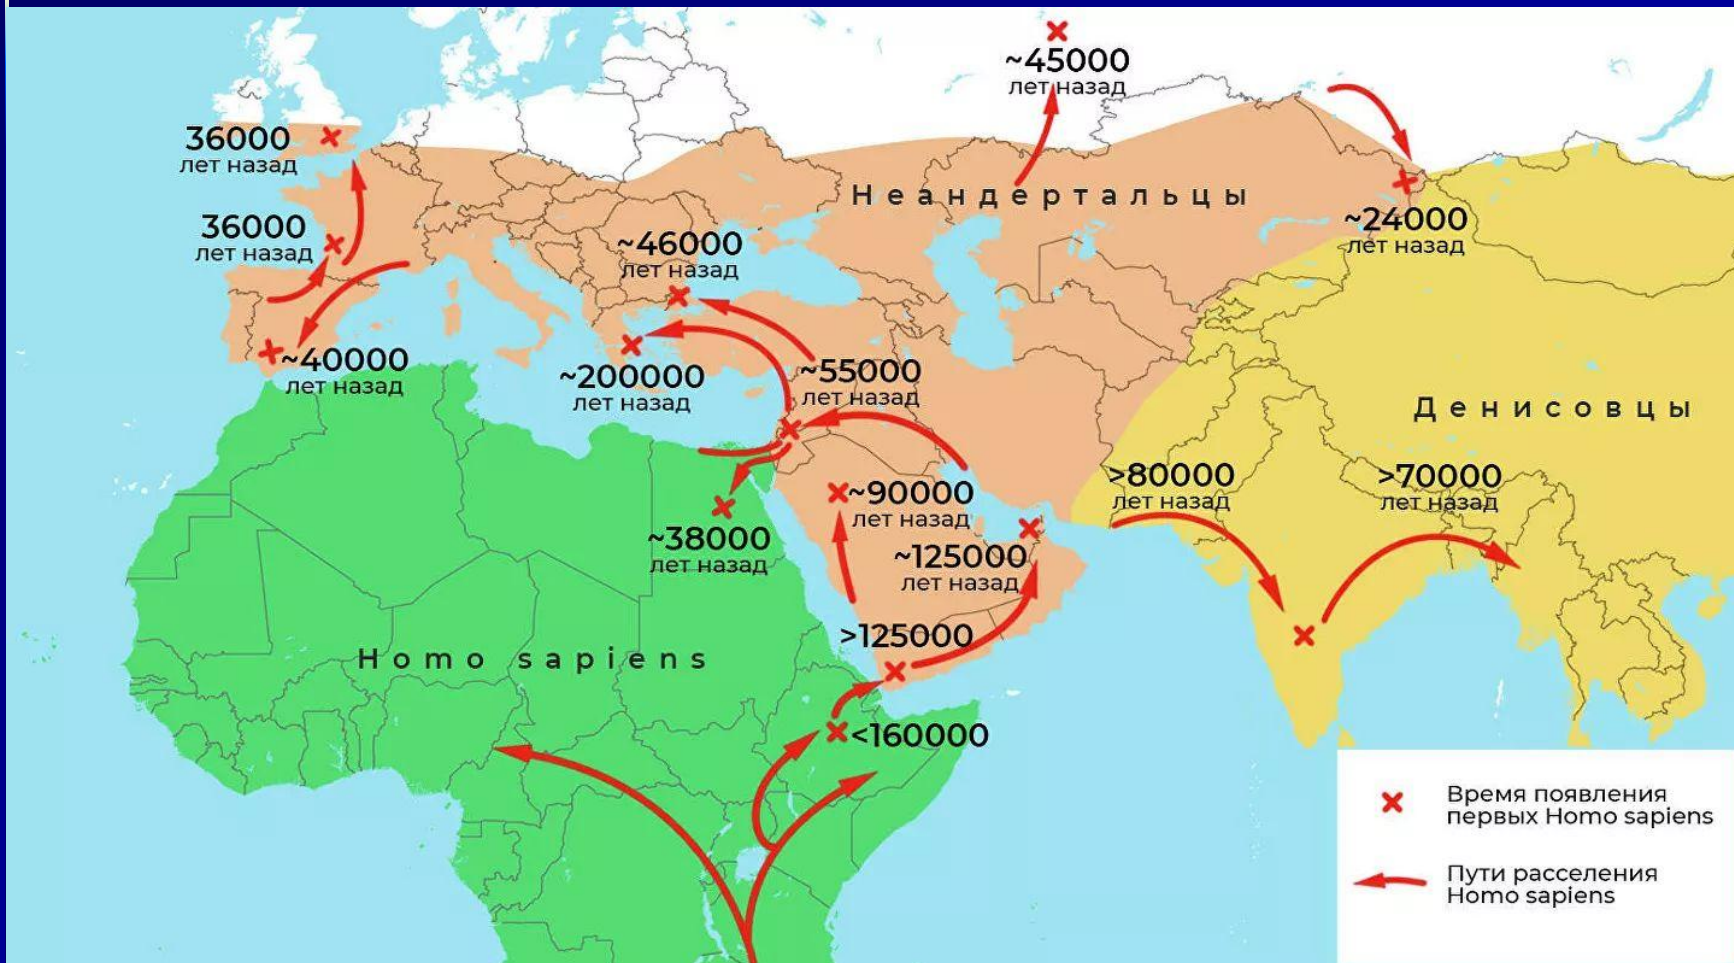 ~45000
лет назад
36000
лет назад
Неандертальцы
36000
лет назад
~46000
лет назад
~24000
лет назад
~40000
лет назад
~200000
лет назад
~55000
лет назад
Денисовцы
>80000
лет назад
>70000
лет назад
~90000
лет назад
~38000
лет назад
~125000
лет назад
>125000
Homo sapiens
<160000
Время появления
первых Homo sapiens
Пути расселения
Homo sapiens